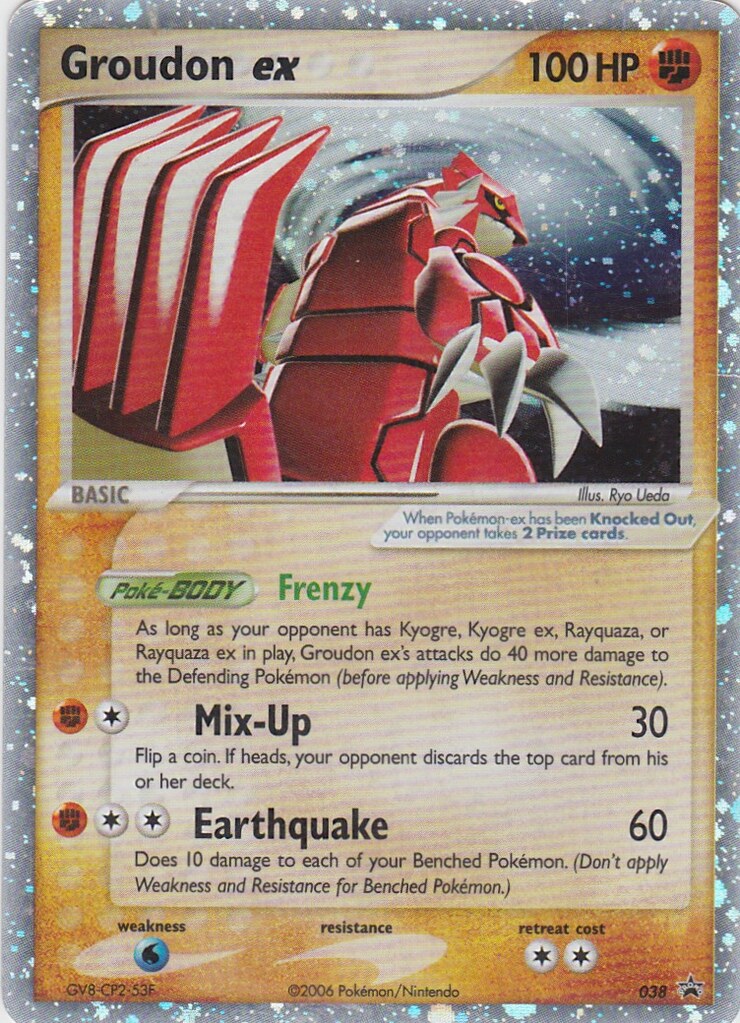 Groudon ex 100 HP
BASIC Illus. Ryo Ueda
When Pokémon-ex has been Knocked Out,
your opponent takes 2 Prize cards.
Poké-BODY Frenzy
As long as your opponent has Kyogre, Kyogre ex, Rayquaza, or
Rayquaza ex in play, Groudon ex's attacks do 40 more damage to
the Defending Pokémon (before applying Weakness and Resistance).
Mix-Up 30
Flip a coin. If heads, your opponent discards the top card from his
or her deck.
Earthquake 60
Does 10 damage to each of your Benched Pokémon. (Don't apply
Weakness and Resistance for Benched Pokémon.)
weakness resistance retreat cost
GV8-CP2-53F ©2006 Pokémon/Nintendo 038